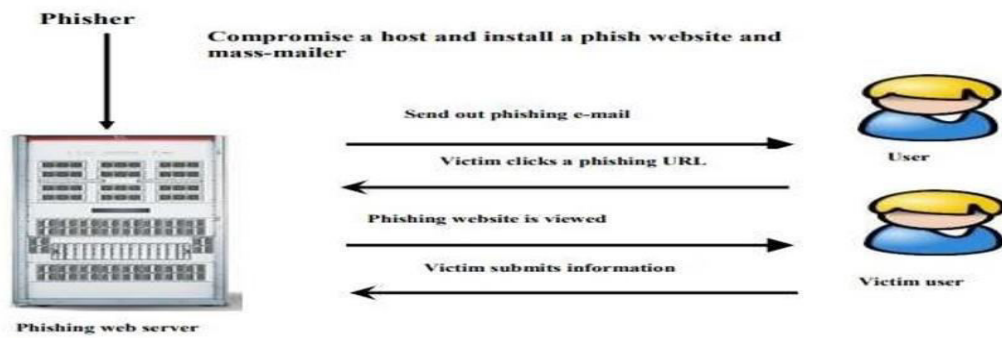 Phisher
Compromise a host and install a phish website and
mass-mailer
Send out phishing e-mail
User
Victim clicks a phishing URL
Phishing website is viewed
Victim submits information
Victim user
Phishing web server